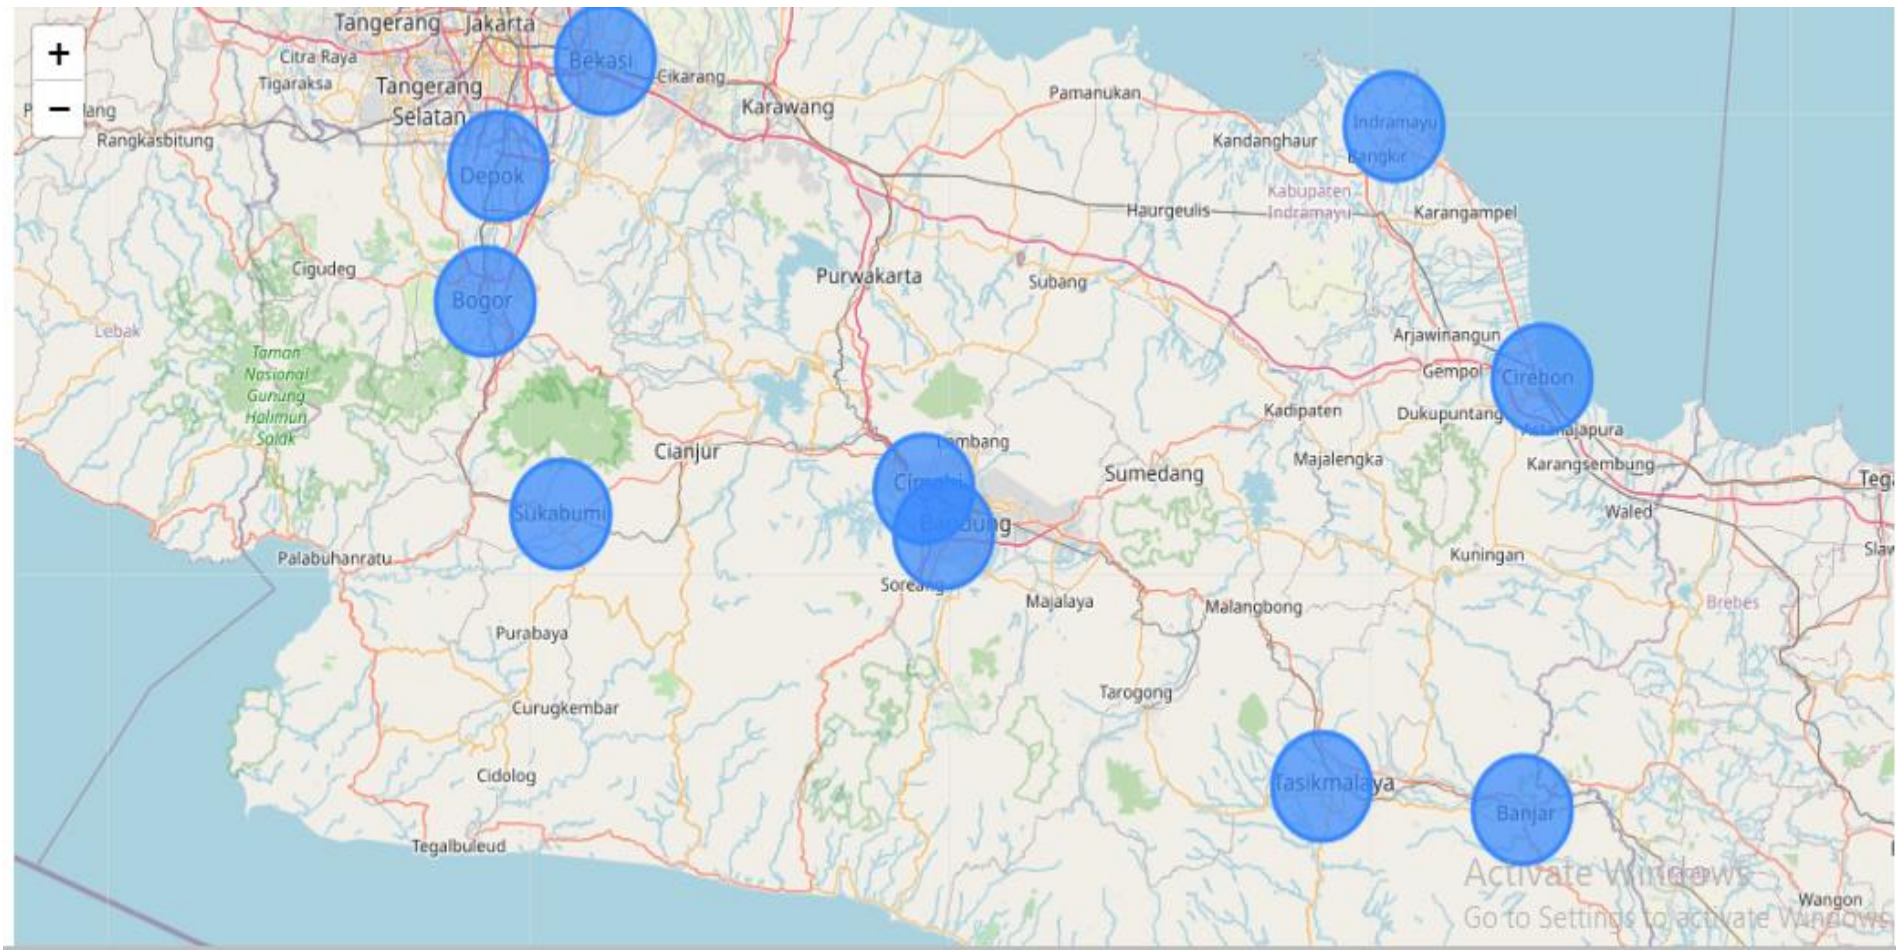 Tangerang
Jakarta
Citra Raya
Bekasi
Tigaraksa
Tangerang
Selatan
Cikarang
Karawang
Pamanukan
Rangkasbitung
Depok
Indramayu
Bangkir
Kandanghaur
Kabupaten
Indramayu
Haurgeulis
Karangampel
Cigudeg
Bogor
Purwakarta
Subang
Lebak
Taman
Nasional
Gunung
Halimun
Salak
Arjawinangun
Gempol
Cirebon
Kadipaten
Dukupuntang
Cianjur
Sumedang
Majalengka
Karangsembung
Sukabumi
Waled
Palabuhanratu
Kuningan
Soreang
Majalaya
Malangbong
Brebes
Purabaya
Tarogong
Curugkembar
Cidolog
Tasikmalaya
Banjar
Tegalbuleud
Wangon
+
−
Activate Windows
Go to Settings to activate Windows